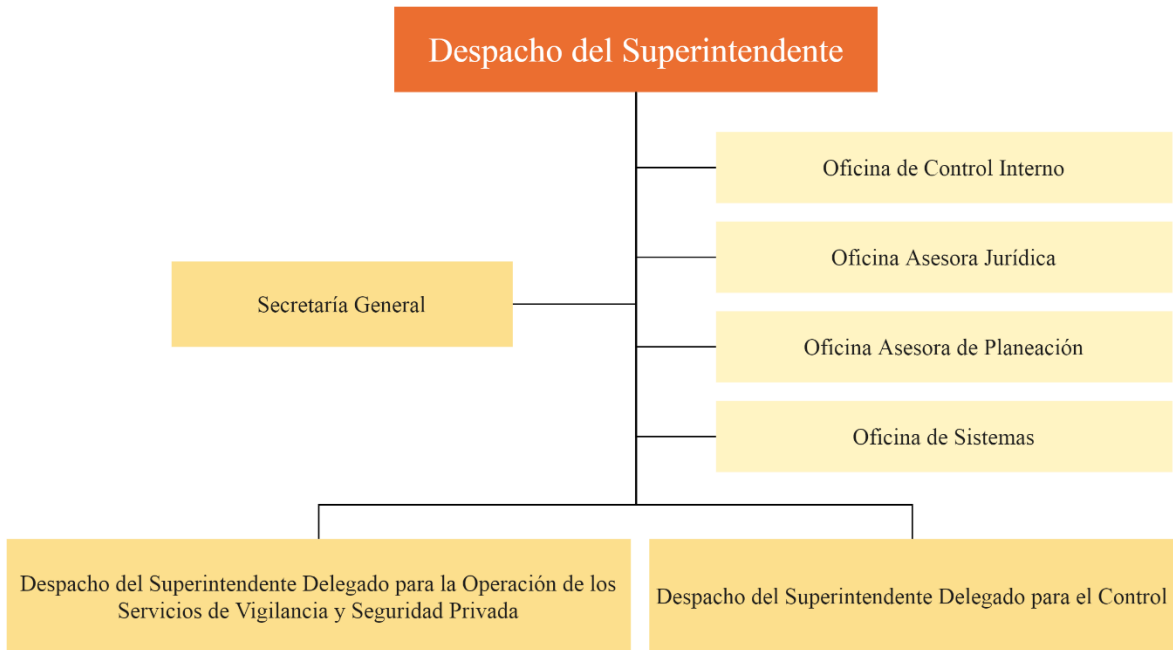 Despacho del Superintendente
Oficina de Control Interno
Oficina Asesora Jurídica
Secretaría General
Oficina Asesora de Planeación
Oficina de Sistemas
Despacho del Superintendente Delegado para la Operación de los
Servicios de Vigilancia y Seguridad Privada
Despacho del Superintendente Delegado para el Control